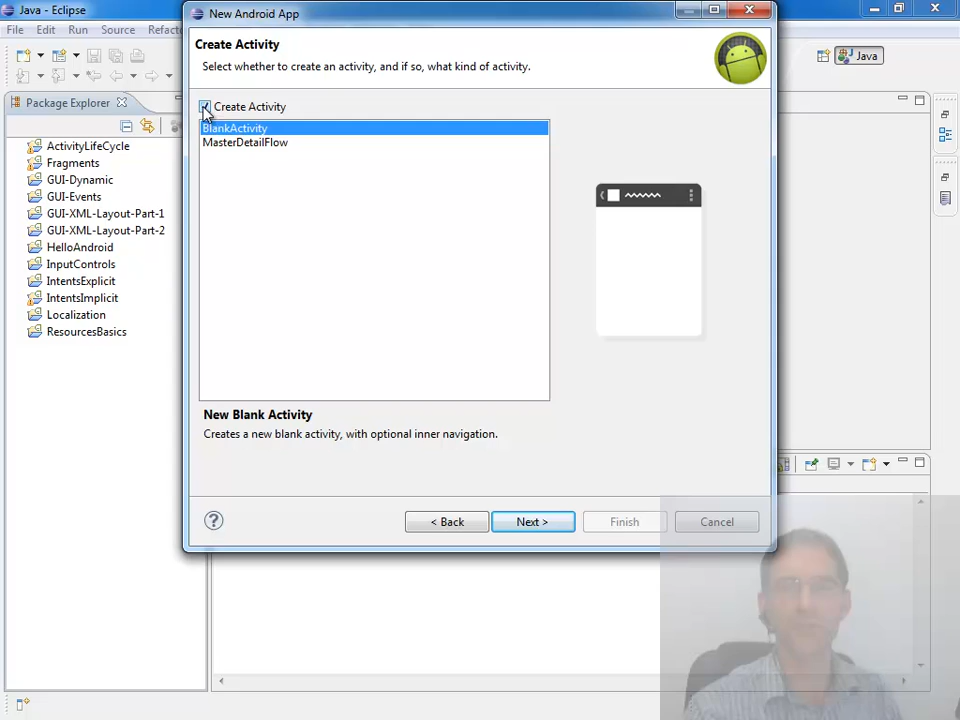 Java - Eclipse
New Android App
File Edit Run Source Refacto
Create Activity
Select whether to create an activity, and if so, what kind of activity.
Java
Package Explorer
Create Activity
BlankActivity
MasterDetailFlow
ActivityLifeCycle
Fragments
GUI-Dynamic
GUI-Events
GUI-XML-Layout-Part-1
GUI-XML-Layout-Part-2
HelloAndroid
InputControls
IntentsExplicit
IntentsImplicit
Localization
ResourcesBasics
New Blank Activity
Creates a new blank activity, with optional inner navigation.
< Back Next > Finish Cancel